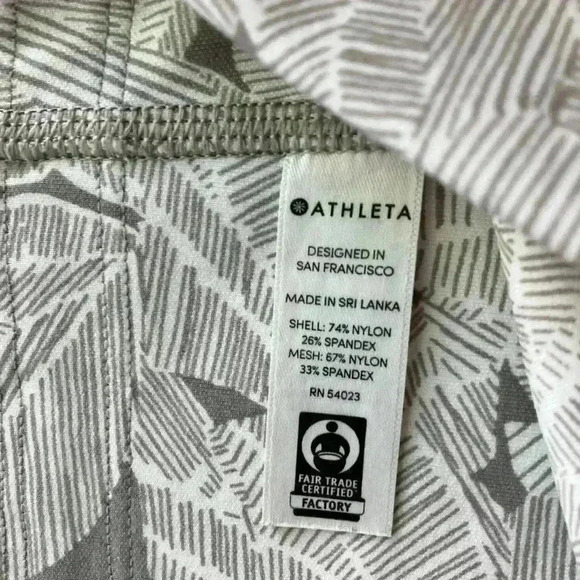 ATHLETA
DESIGNED IN
SAN FRANCISCO
MADE IN SRI LANKA
SHELL: 74% NYLON
26% SPANDEX
MESH: 67% NYLON
33% SPANDEX
RN 54023
FAIR TRADE
CERTIFIED™
FACTORY